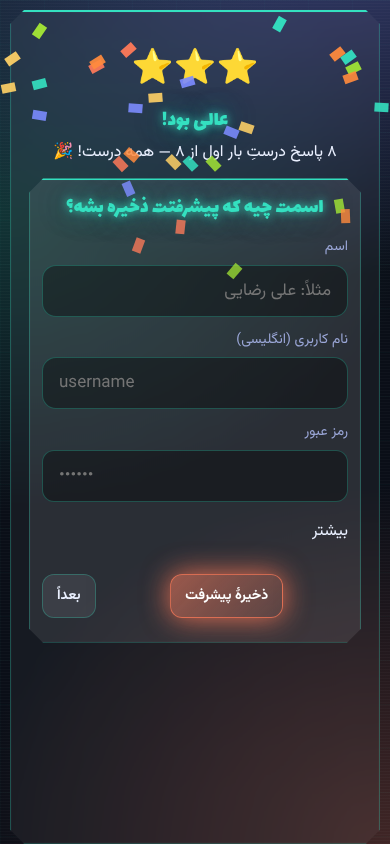 عالی بود!
۸ پاسخ درستِ بار اول از ۸ — همه درست! 🎉
اسمت چیه که پیشرفتت ذخیره بشه؟
اسم
مثلاً: علی رضایی
نام کاربری (انگلیسی)
username
رمز عبور
••••••
بیشتر
ذخیرهٔ پیشرفت
بعداً